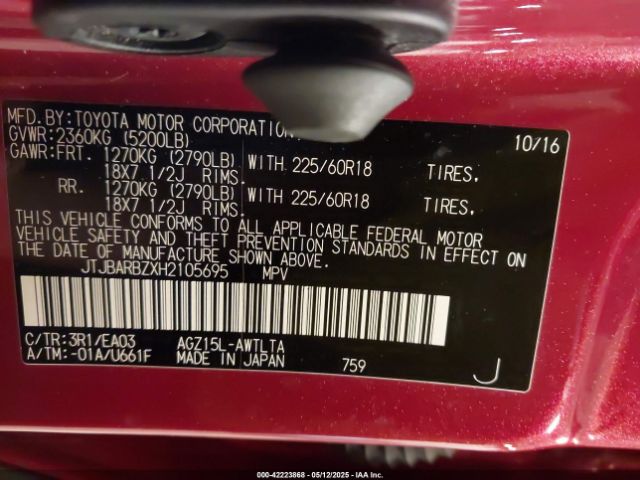 MFD.BY:TOYOTA MOTOR CORPORATION 10/16
GVWR:2360KG (5200LB)
GAWR:FRT. 1270KG (2790LB) WITH 225/60R18 TIRES,
18X7 1/2J RIMS.
RR. 1270KG (2790LB) WITH 225/60R18 TIRES,
18X7 1/2J RIMS.
THIS VEHICLE CONFORMS TO ALL APPLICABLE FEDERAL MOTOR
VEHICLE SAFETY AND THEFT PREVENTION STANDARDS IN EFFECT ON
THE DATE OF MANUFACTURE SHOWN ABOVE.
JTJBARBZXH2105695 MPV
C/TR:3R1/EA03 AGZ15L-AWTLTA
A/TM:-01A/U661F MADE IN JAPAN 759 J
000-42223868 - 05/12/2025 - IAAI